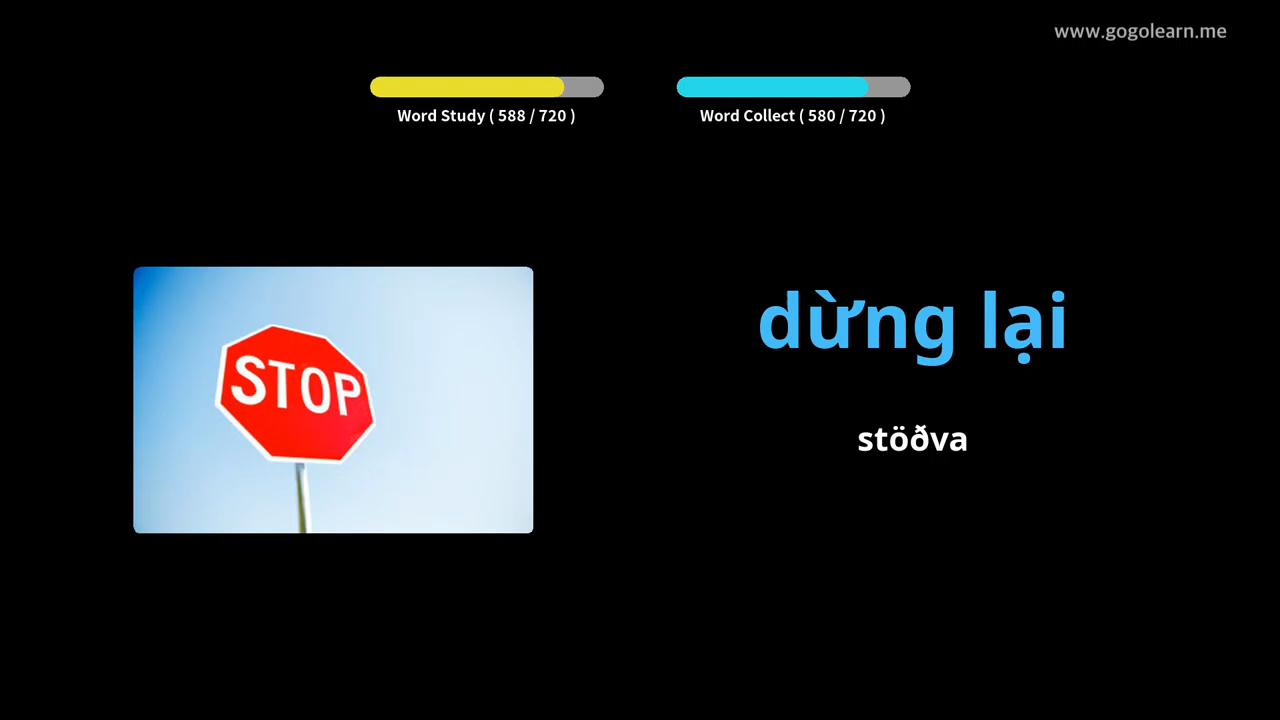 www.gogolearn.me
Word Study ( 588 / 720 )
Word Collect ( 580 / 720 )
STOP
dừng lại
stöðva